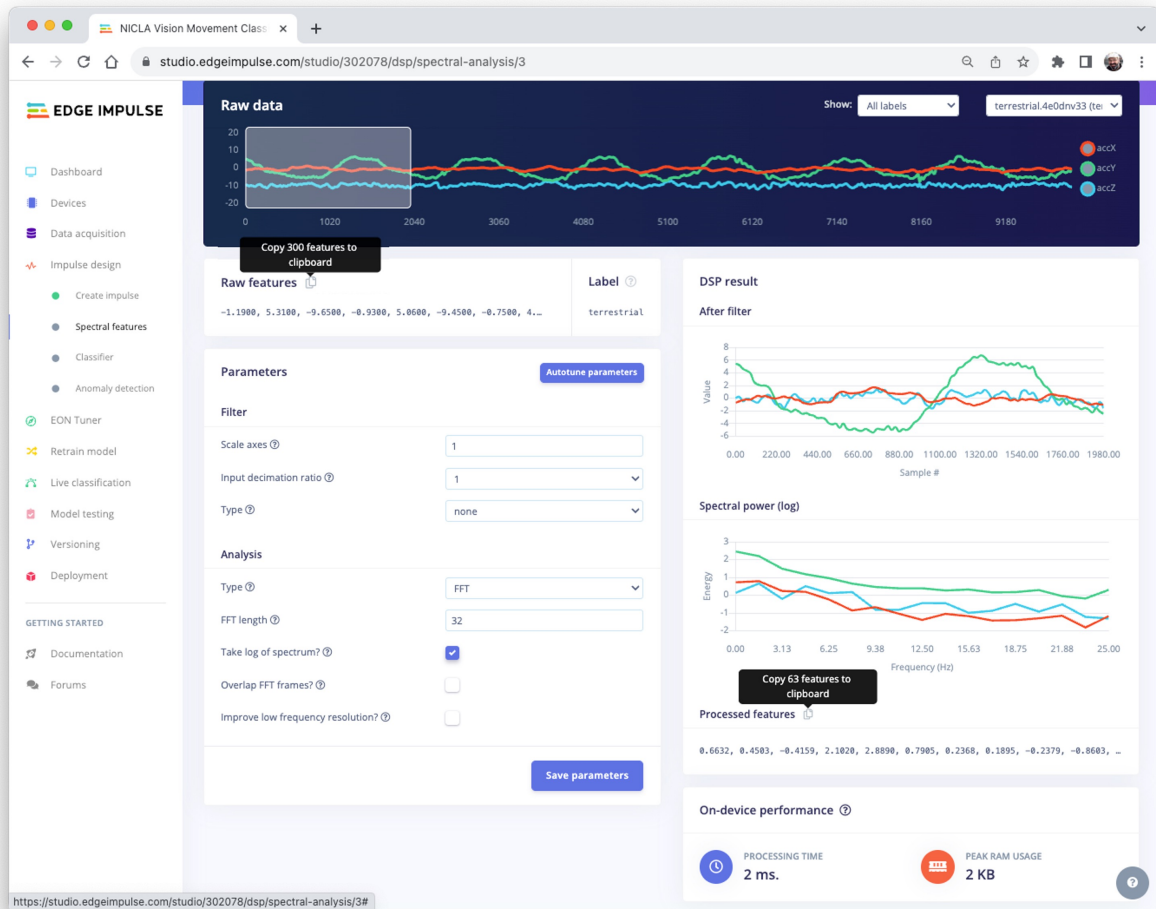 NICLA Vision Movement Class
studio.edgeimpulse.com/studio/302078/dsp/spectral-analysis/3
EDGE IMPULSE
Dashboard
Devices
Data acquisition
Impulse design
Create impulse
Spectral features
Classifier
Anomaly detection
EON Tuner
Retrain model
Live classification
Model testing
Versioning
Deployment
GETTING STARTED
Documentation
Forums
Raw data
Show:
All labels
terrestrial.4e0dnv33 (te
20
10
0
-10
-20
0 1020 2040 3060 4080 5100 6120 7140 8160 9180
accX
accY
accZ
Copy 300 features to
clipboard
Raw features
-1.1900, 5.3100, -9.6500, -0.9300, 5.0600, -9.4500, -0.7500, 4.…
Label
terrestrial
Parameters
Autotune parameters
Filter
Scale axes
1
Input decimation ratio
1
Type
none
Analysis
Type
FFT
FFT length
32
Take log of spectrum?
Overlap FFT frames?
Improve low frequency resolution?
Save parameters
DSP result
After filter
Value
8
6
4
2
0
-2
-4
-6
0.00 220.00 440.00 660.00 880.00 1100.00 1320.00 1540.00 1760.00 1980.00
Sample #
Spectral power (log)
Energy
3
2
1
0
-1
-2
0.00 3.13 6.25 9.38 12.50 15.63 18.75 21.88 25.00
Frequency (Hz)
Copy 63 features to
clipboard
Processed features
0.6632, 0.4503, -0.4159, 2.1020, 2.8890, 0.7905, 0.2368, 0.1895, -0.2379, -0.8603, …
On-device performance
PROCESSING TIME
2 ms.
PEAK RAM USAGE
2 KB
https://studio.edgeimpulse.com/studio/302078/dsp/spectral-analysis/3#